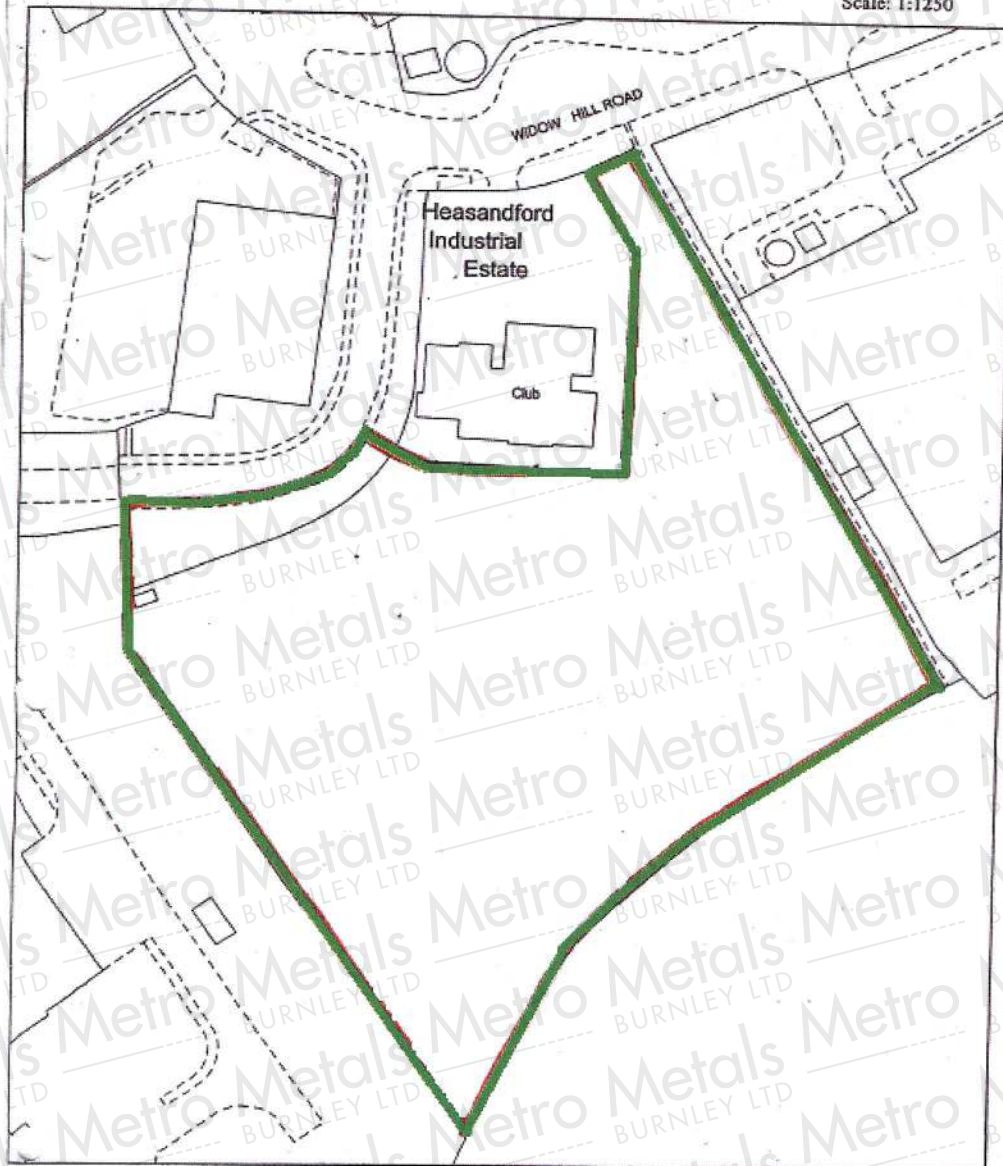 Scale: 1:1250
WIDOW HILL ROAD
Heasandford
Industrial
Estate
Club
Metro Metals
BURNLEY LTD